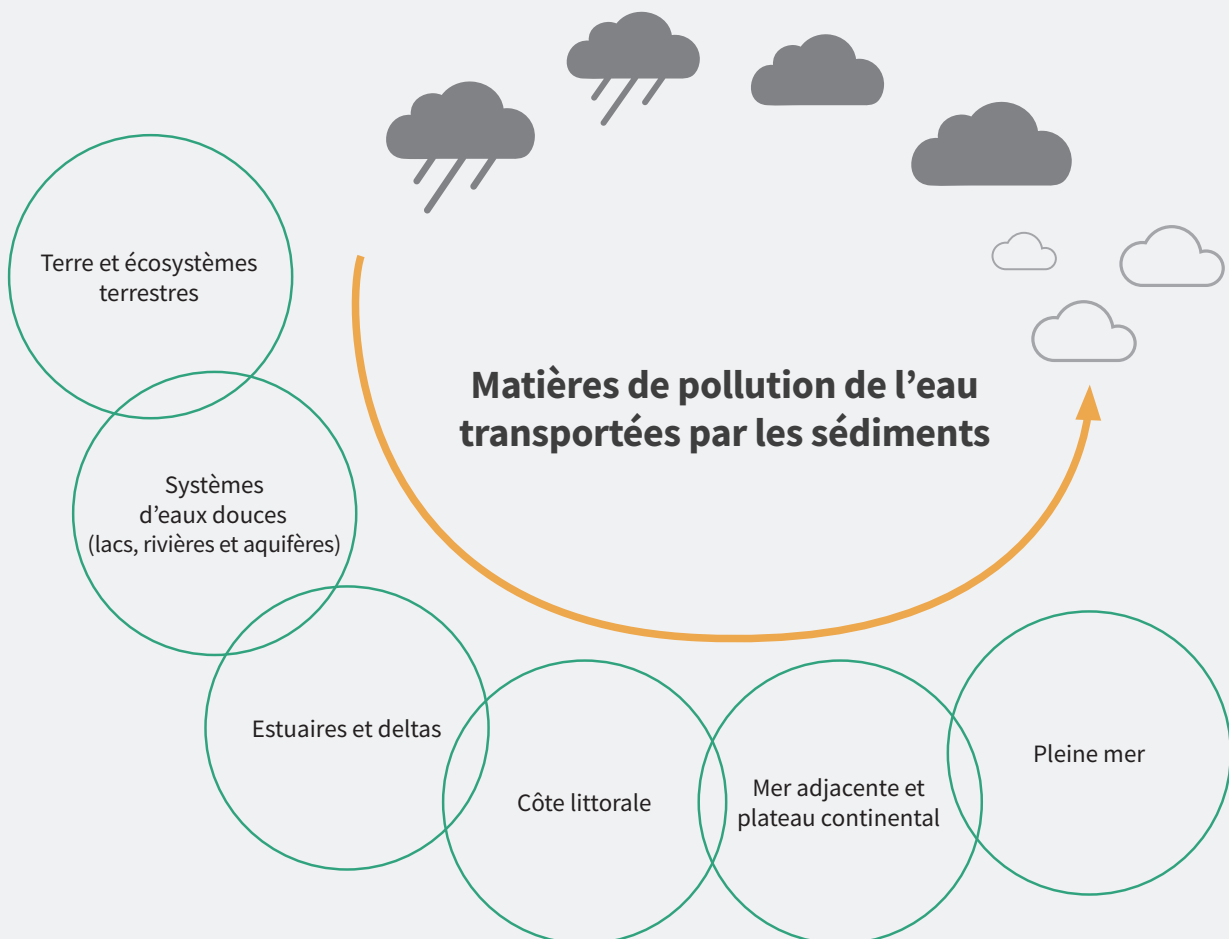 Terre et écosystèmes
terrestres
Matières de pollution de l’eau
transportées par les sédiments
Systèmes
d’eaux douces
(lacs, rivières et aquifères)
Estuaires et deltas
Côte littorale
Mer adjacente et
plateau continental
Pleine mer